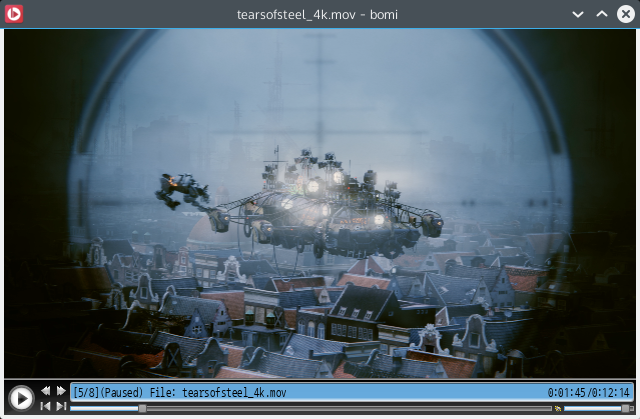 tearsofsteel_4k.mov – bomi
[5/8](Paused) File: tearsofsteel_4k.mov 0:01:45/0:12:14